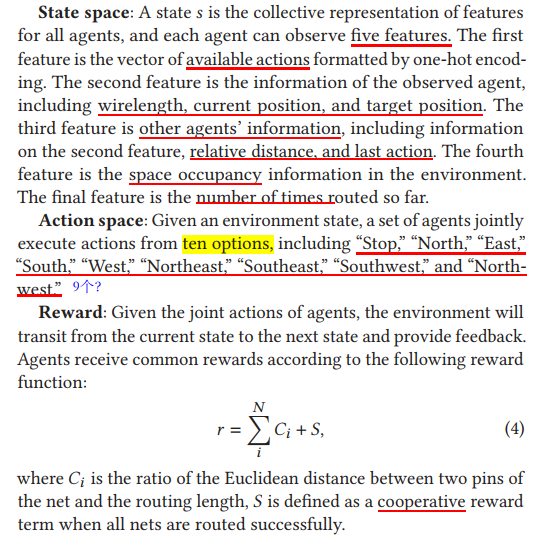 State space: A state s is the collective representation of features
for all agents, and each agent can observe five features. The first
feature is the vector of available actions formatted by one-hot encod-
ing. The second feature is the information of the observed agent,
including wirelength, current position, and target position. The
third feature is other agents' information, including information
on the second feature, relative distance, and last action. The fourth
feature is the space occupancy information in the environment.
The final feature is the number of times routed so far.
Action space: Given an environment state, a set of agents jointly
execute actions from ten options, including “Stop,” “North,” “East,”
“South,” “West,” “Northeast,” “Southeast,” “Southwest,” and “North-
west.” 9个?
Reward: Given the joint actions of agents, the environment will
transit from the current state to the next state and provide feedback.
Agents receive common rewards according to the following reward
function:
r = ∑_i^N C_i + S, (4)
where C_i is the ratio of the Euclidean distance between two pins of
the net and the routing length, S is defined as a cooperative reward
term when all nets are routed successfully.